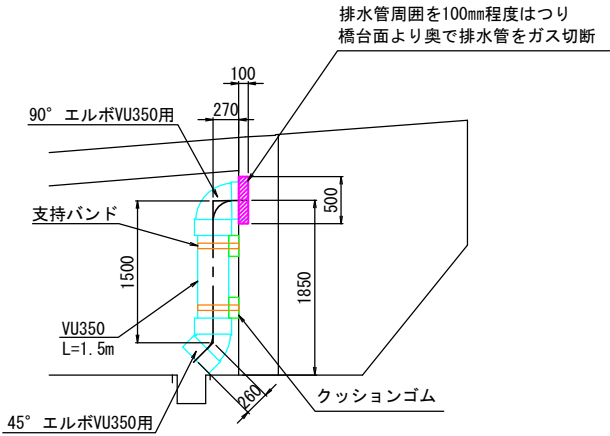 排水管周囲を100mm程度はつり
橋台面より奥で排水管をガス切断
100
270
90° エルボVU350用
500
支持バンド
1500
1850
VU350
L=1.5m
260
クッションゴム
45° エルボVU350用